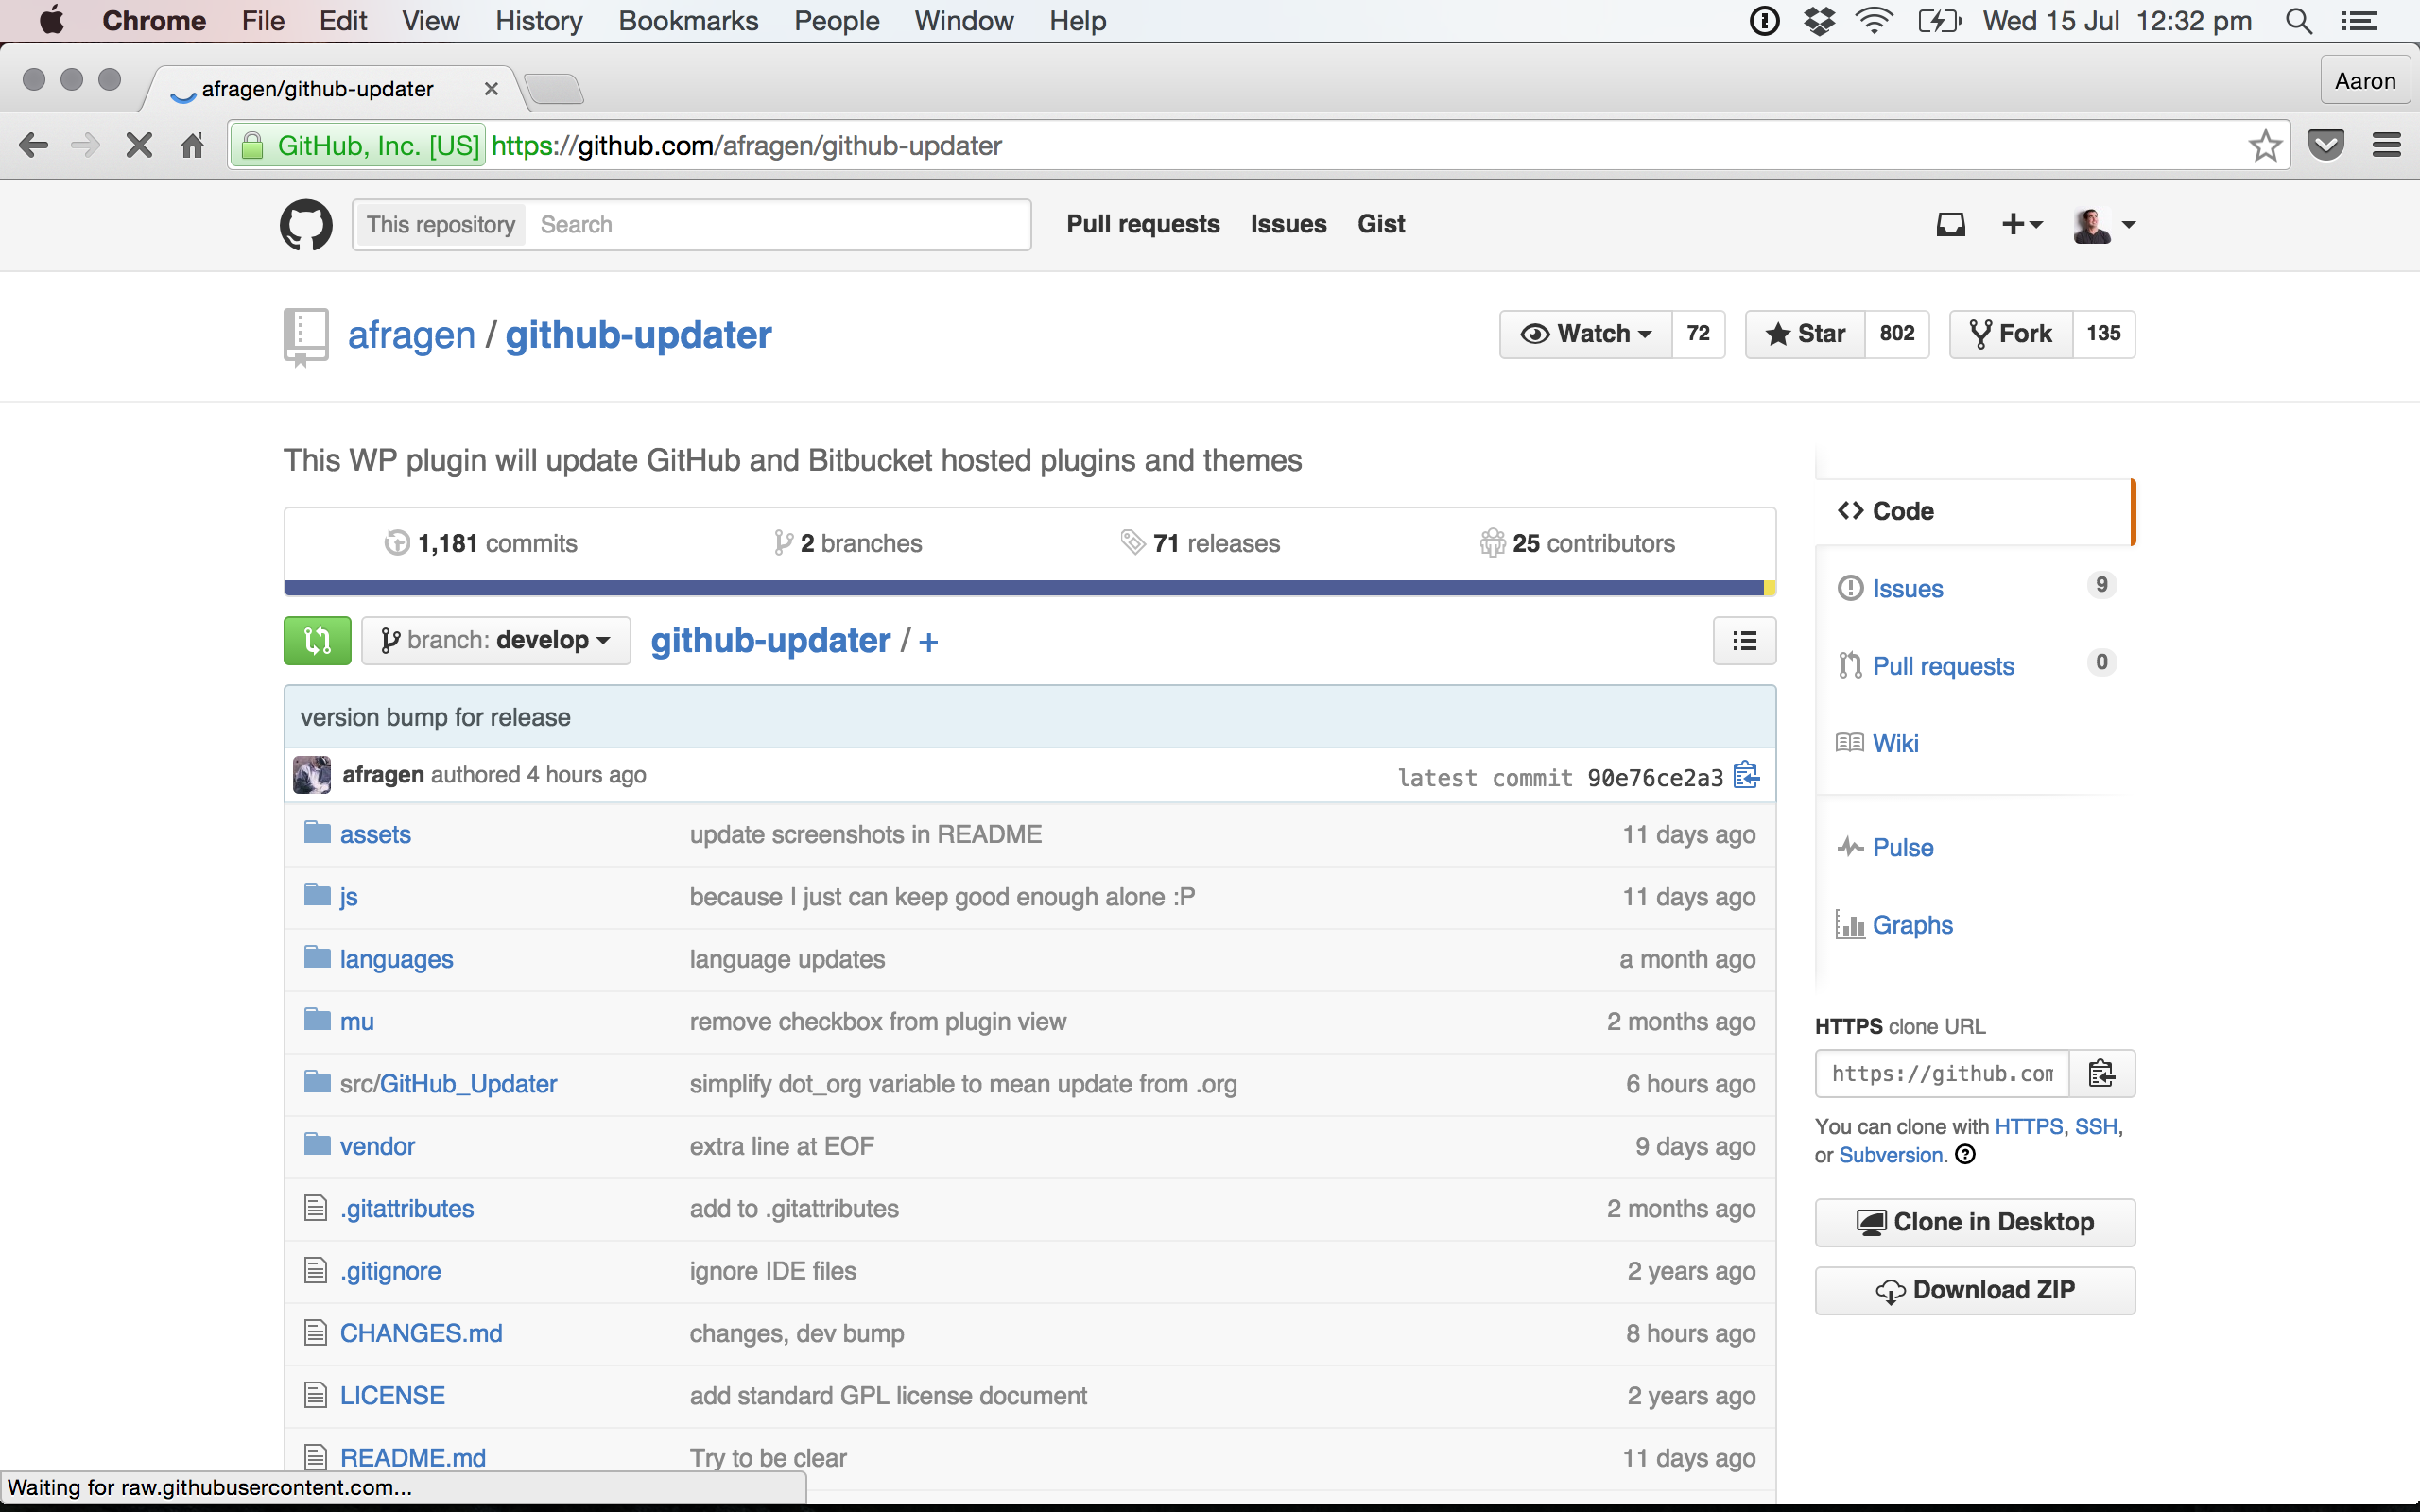 Chrome File Edit View History Bookmarks People Window Help Wed 15 Jul 12:32 pm
afragen/github-updater Aaron
GitHub, Inc. [US] https://github.com/afragen/github-updater
This repository Search Pull requests Issues Gist
afragen / github-updater Watch 72 Star 802 Fork 135
This WP plugin will update GitHub and Bitbucket hosted plugins and themes
1,181 commits 2 branches 71 releases 25 contributors
branch: develop github-updater / +
version bump for release
afragen authored 4 hours ago latest commit 90e76ce2a3
assets update screenshots in README 11 days ago
js because I just can keep good enough alone :P 11 days ago
languages language updates a month ago
mu remove checkbox from plugin view 2 months ago
src/GitHub_Updater simplify dot_org variable to mean update from .org 6 hours ago
vendor extra line at EOF 9 days ago
.gitattributes add to .gitattributes 2 months ago
.gitignore ignore IDE files 2 years ago
CHANGES.md changes, dev bump 8 hours ago
LICENSE add standard GPL license document 2 years ago
README.md Try to be clear 11 days ago
Code
Issues 9
Pull requests 0
Wiki
Pulse
Graphs
HTTPS clone URL
https://github.com
You can clone with HTTPS, SSH,
or Subversion.
Clone in Desktop
Download ZIP
Waiting for raw.githubusercontent.com...